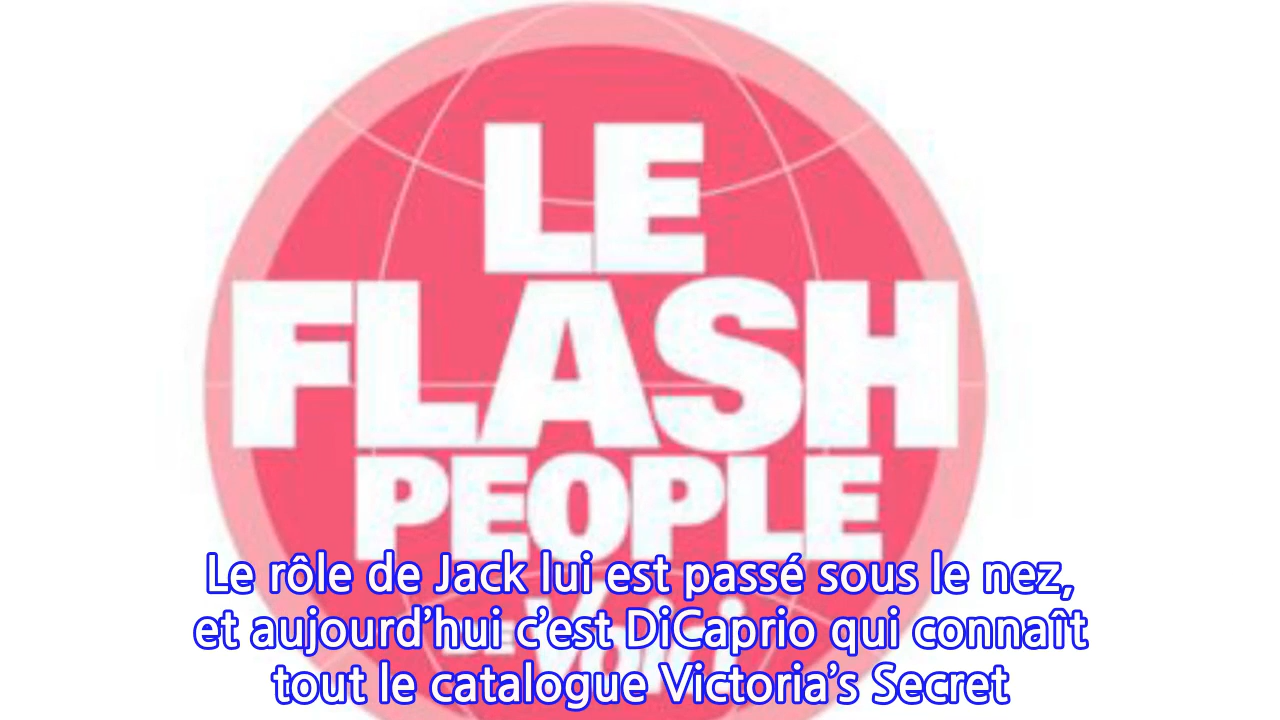 LE
FLASH
PEOPLE
Le rôle de Jack lui est passé sous le nez,
et aujourd'hui c'est DiCaprio qui connaît
tout le catalogue Victoria's Secret